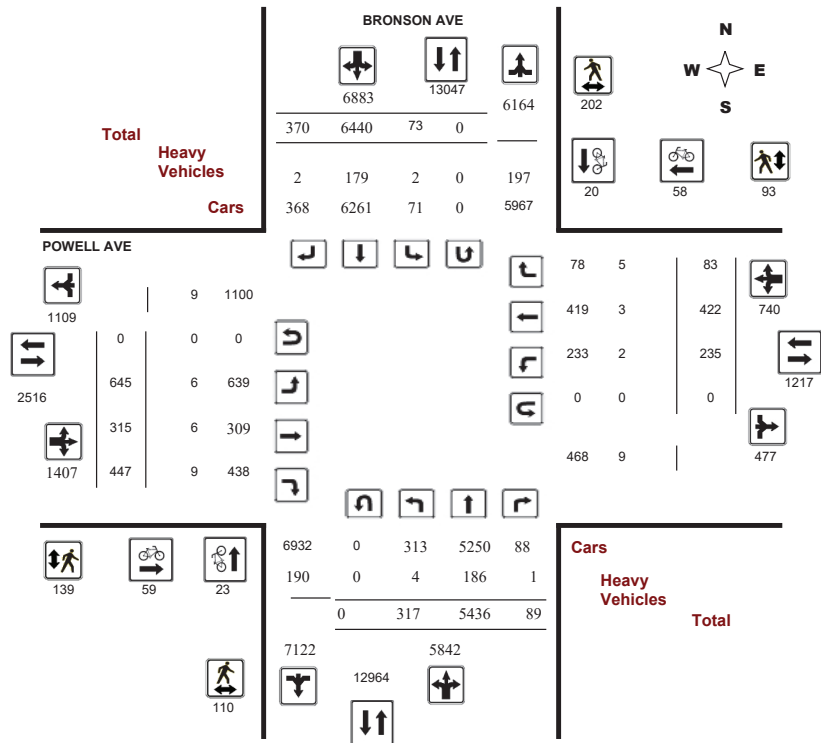 BRONSON AVE
N
W E
S
6883 13047 6164 202
Total 370 6440 73 0
Heavy
Vehicles 2 179 2 0 197
20 58 93
Cars 368 6261 71 0 5967
POWELL AVE
78 5 83
9 1100
1109 419 3 422 740
0 0 0
233 2 235
2516 645 6 639 1217
0 0 0
315 6 309
468 9 477
1407 447 9 438
6932 0 313 5250 88 Cars
190 0 4 186 1 Heavy
Vehicles
139 59 23
0 317 5436 89 Total
7122 5842
12964
110